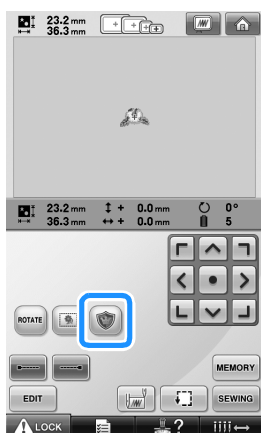 23.2 mm
36.3 mm
23.2 mm + 0.0 mm 0°
36.3 mm + 0.0 mm 5
ROTATE
MEMORY
EDIT SEWING
LOCK ?